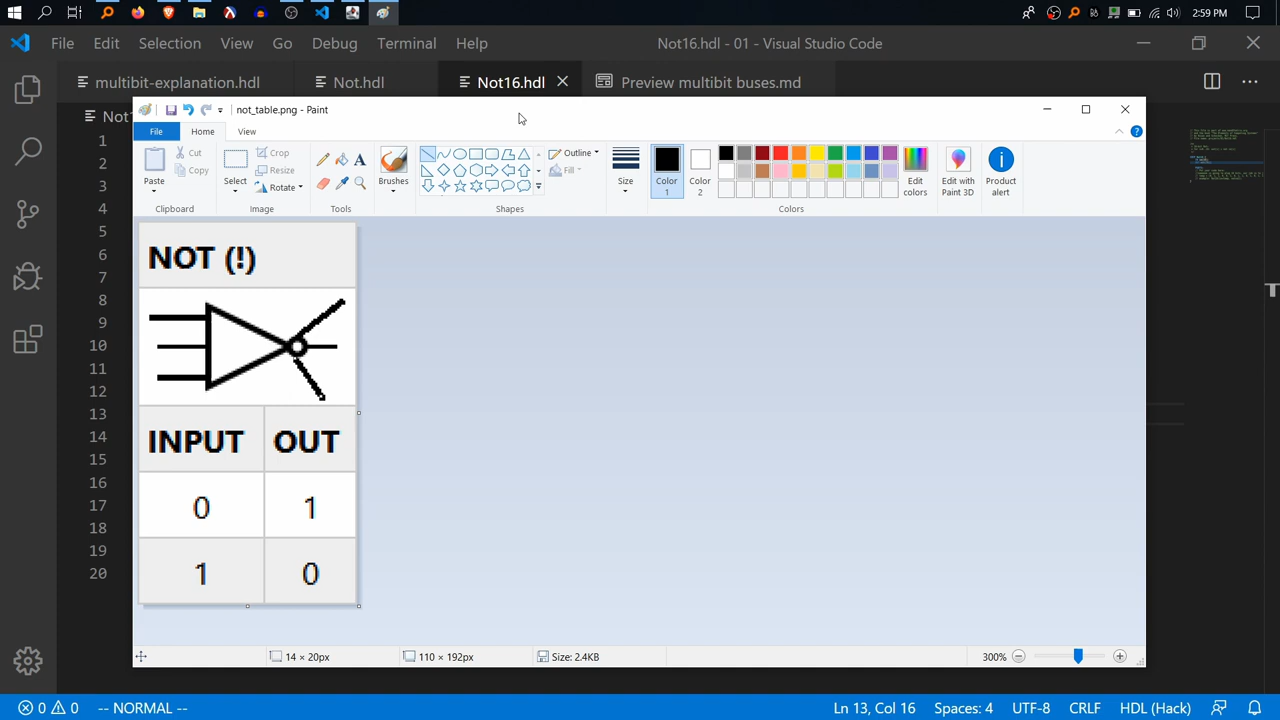 2:59 PM
File Edit Selection View Go Debug Terminal Help Not16.hdl - 01 - Visual Studio Code
multibit-explanation.hdl Not.hdl Not16.hdl Preview multibit buses.md
not_table.png - Paint
File Home View
Paste Cut Copy Select Crop Resize Rotate Brushes Outline Fill Size Color 1 Color 2 Edit colors Edit with Paint 3D Product alert
Clipboard Image Tools Shapes Colors
1
2
3
4
5
6
7
8
9
10
11
12
13
14
15
16
17
18
19
20
NOT (!)
INPUT OUT
0 1
1 0
14 × 20px 110 × 192px Size: 2.4KB 300%
0 0 -- NORMAL -- Ln 13, Col 16 Spaces: 4 UTF-8 CRLF HDL (Hack)